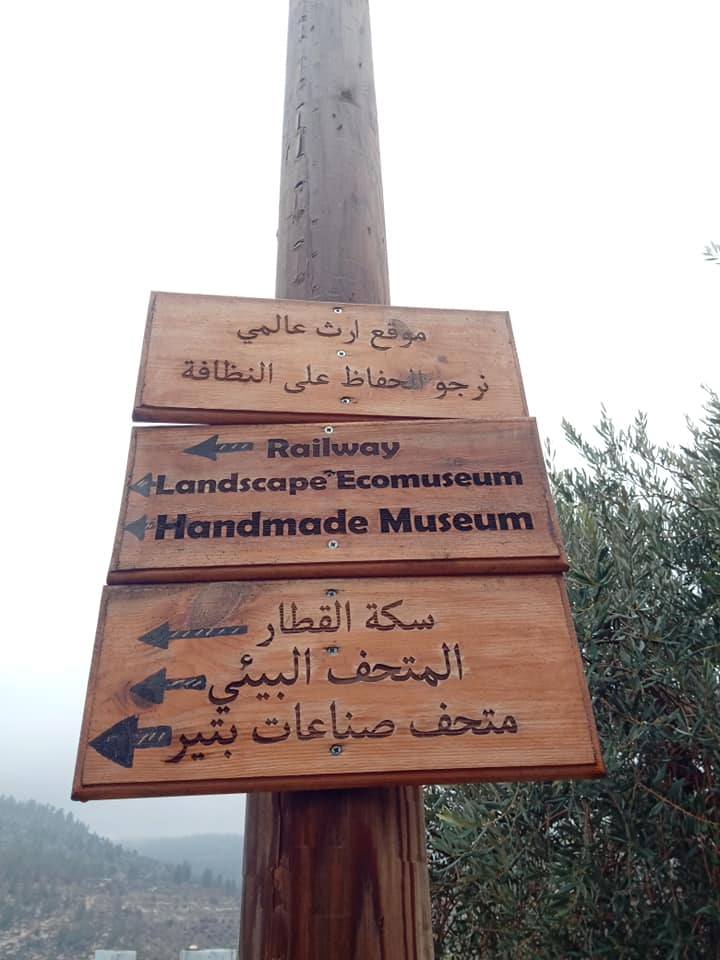 موقع ارث عالمي
نرجو الحفاظ على النظافة
Railway
Landscape Ecomuseum
Handmade Museum
سكة القطار
المتحف البيئي
متحف صناعات بتير